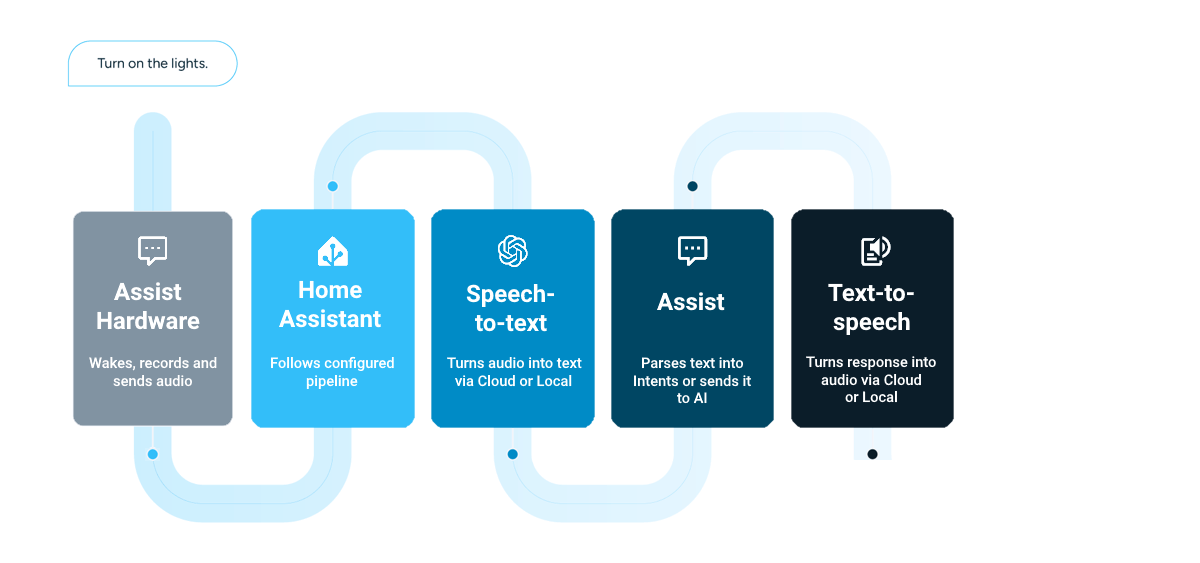 Turn on the lights.
Assist
Hardware
Wakes, records and
sends audio
Home
Assistant
Follows configured
pipeline
Speech-
to-text
Turns audio into text
via Cloud or Local
Assist
Parses text into
Intents or sends it
to AI
Text-to-
speech
Turns response into
audio via Cloud
or Local